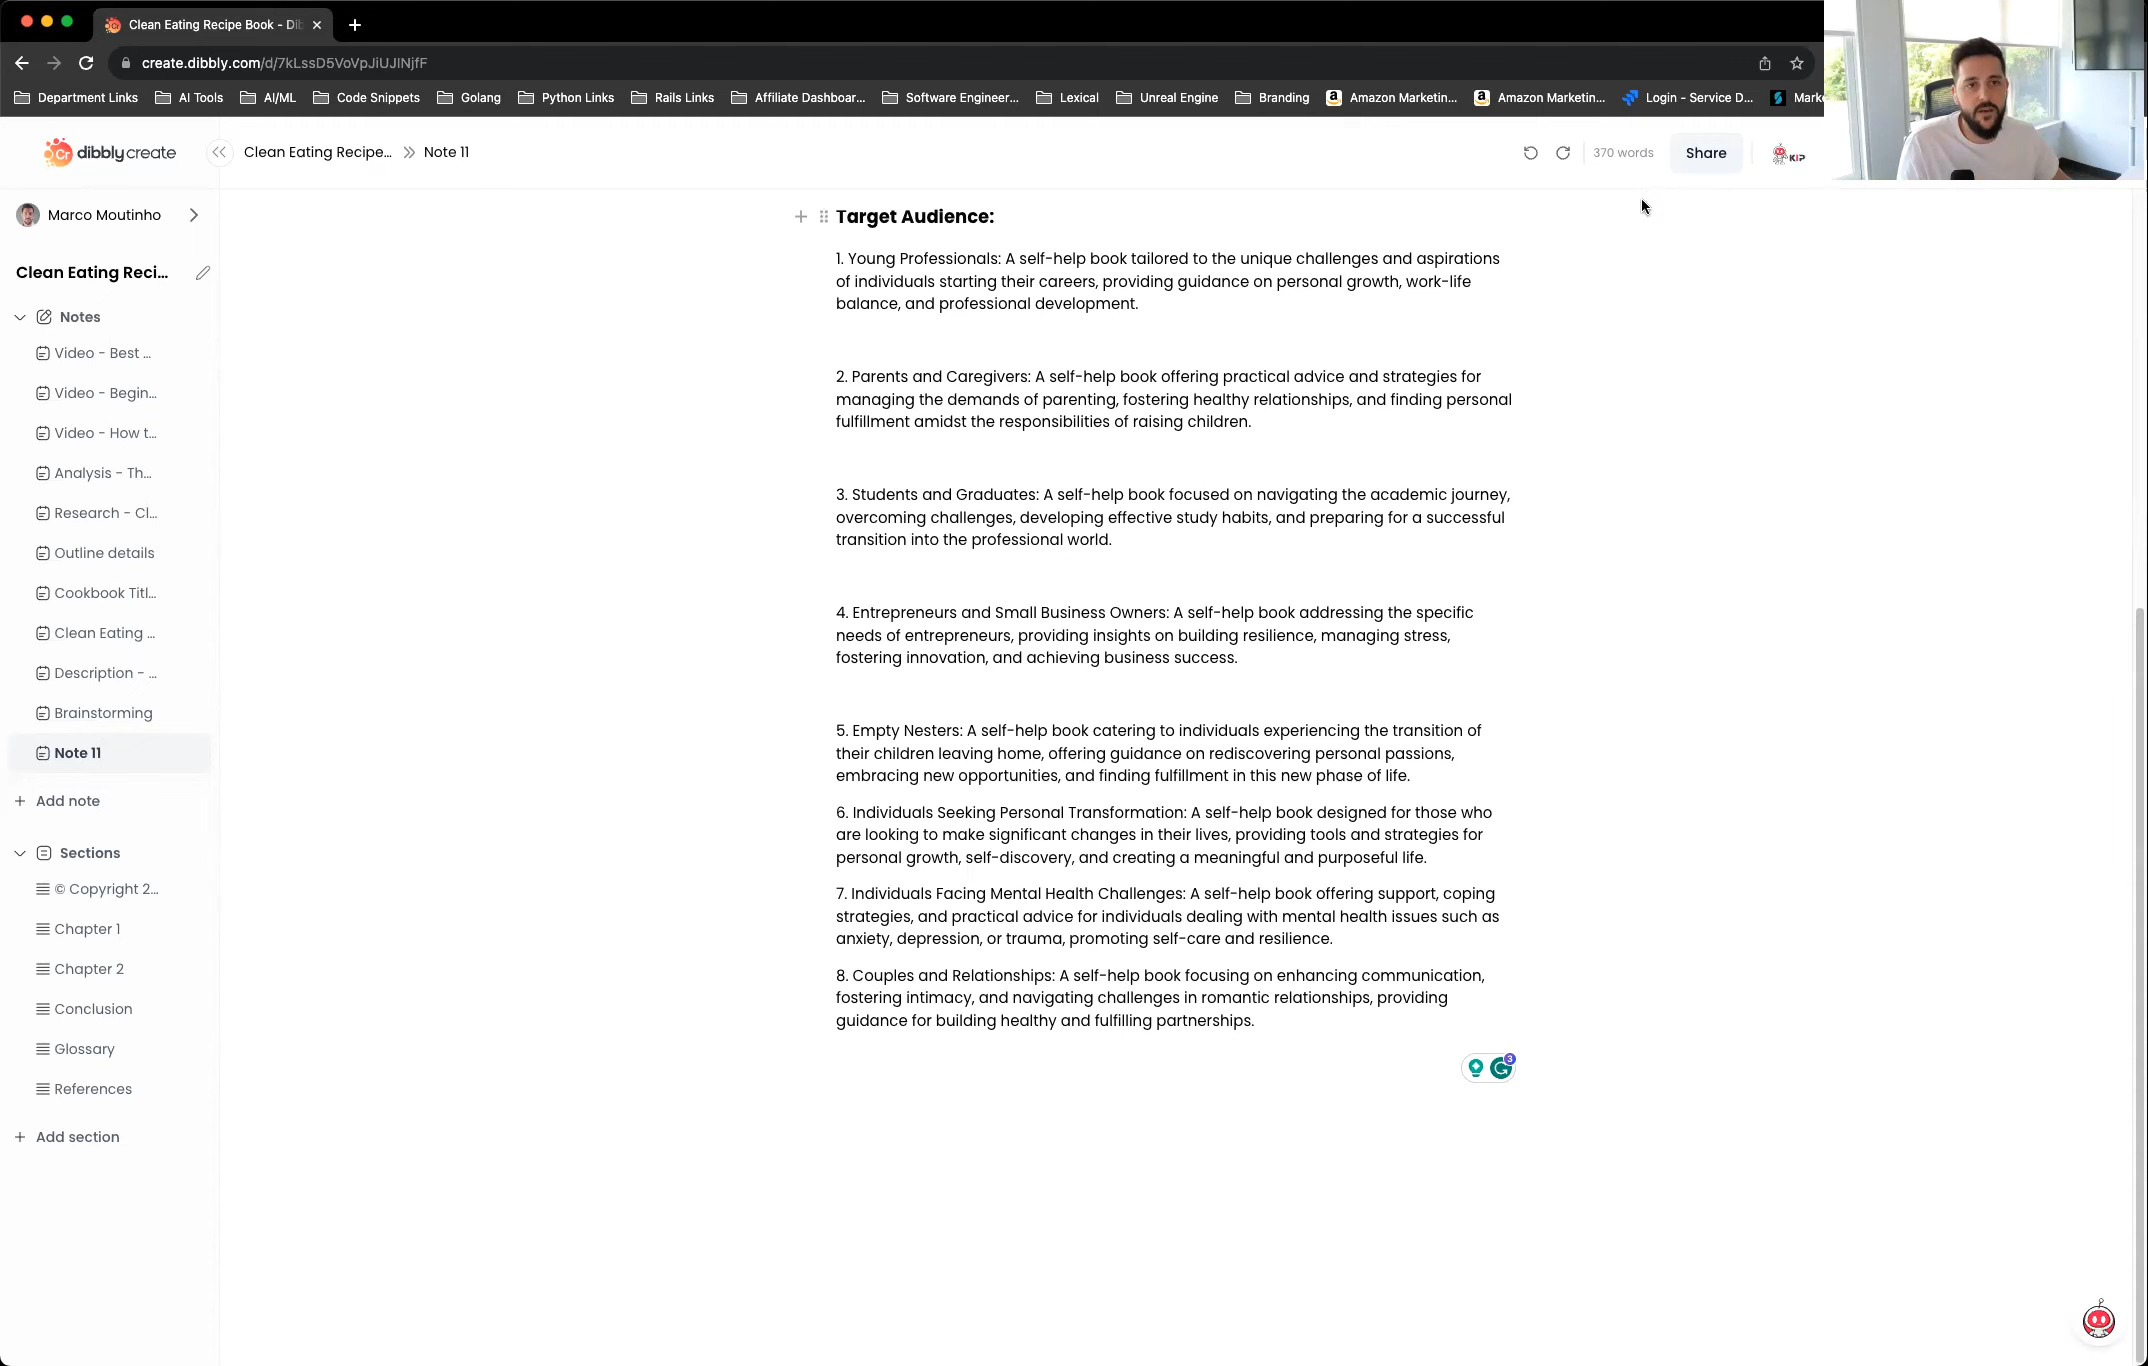 Clean Eating Recipe Book - Dib
create.dibbly.com/d/7kLssD5VoVpJiUJINjfF
Department Links
AI Tools
AI/ML
Code Snippets
Golang
Python Links
Rails Links
Affiliate Dashboar...
Software Engineer...
Lexical
Unreal Engine
Branding
Amazon Marketin...
Amazon Marketin...
Login - Service D...
Cr dibblycreate
Clean Eating Recipe...
Note 11
370 words
Share
KIP
Marco Moutinho
Clean Eating Reci...
Notes
Video - Best ...
Video - Begin...
Video - How t...
Analysis - Th...
Research - Cl...
Outline details
Cookbook Titl...
Clean Eating ...
Description - ...
Brainstorming
Note 11
+ Add note
Sections
© Copyright 2...
Chapter 1
Chapter 2
Conclusion
Glossary
References
+ Add section
Target Audience:
1. Young Professionals: A self-help book tailored to the unique challenges and aspirations
of individuals starting their careers, providing guidance on personal growth, work-life
balance, and professional development.
2. Parents and Caregivers: A self-help book offering practical advice and strategies for
managing the demands of parenting, fostering healthy relationships, and finding personal
fulfillment amidst the responsibilities of raising children.
3. Students and Graduates: A self-help book focused on navigating the academic journey,
overcoming challenges, developing effective study habits, and preparing for a successful
transition into the professional world.
4. Entrepreneurs and Small Business Owners: A self-help book addressing the specific
needs of entrepreneurs, providing insights on building resilience, managing stress,
fostering innovation, and achieving business success.
5. Empty Nesters: A self-help book catering to individuals experiencing the transition of
their children leaving home, offering guidance on rediscovering personal passions,
embracing new opportunities, and finding fulfillment in this new phase of life.
6. Individuals Seeking Personal Transformation: A self-help book designed for those who
are looking to make significant changes in their lives, providing tools and strategies for
personal growth, self-discovery, and creating a meaningful and purposeful life.
7. Individuals Facing Mental Health Challenges: A self-help book offering support, coping
strategies, and practical advice for individuals dealing with mental health issues such as
anxiety, depression, or trauma, promoting self-care and resilience.
8. Couples and Relationships: A self-help book focusing on enhancing communication,
fostering intimacy, and navigating challenges in romantic relationships, providing
guidance for building healthy and fulfilling partnerships.
3